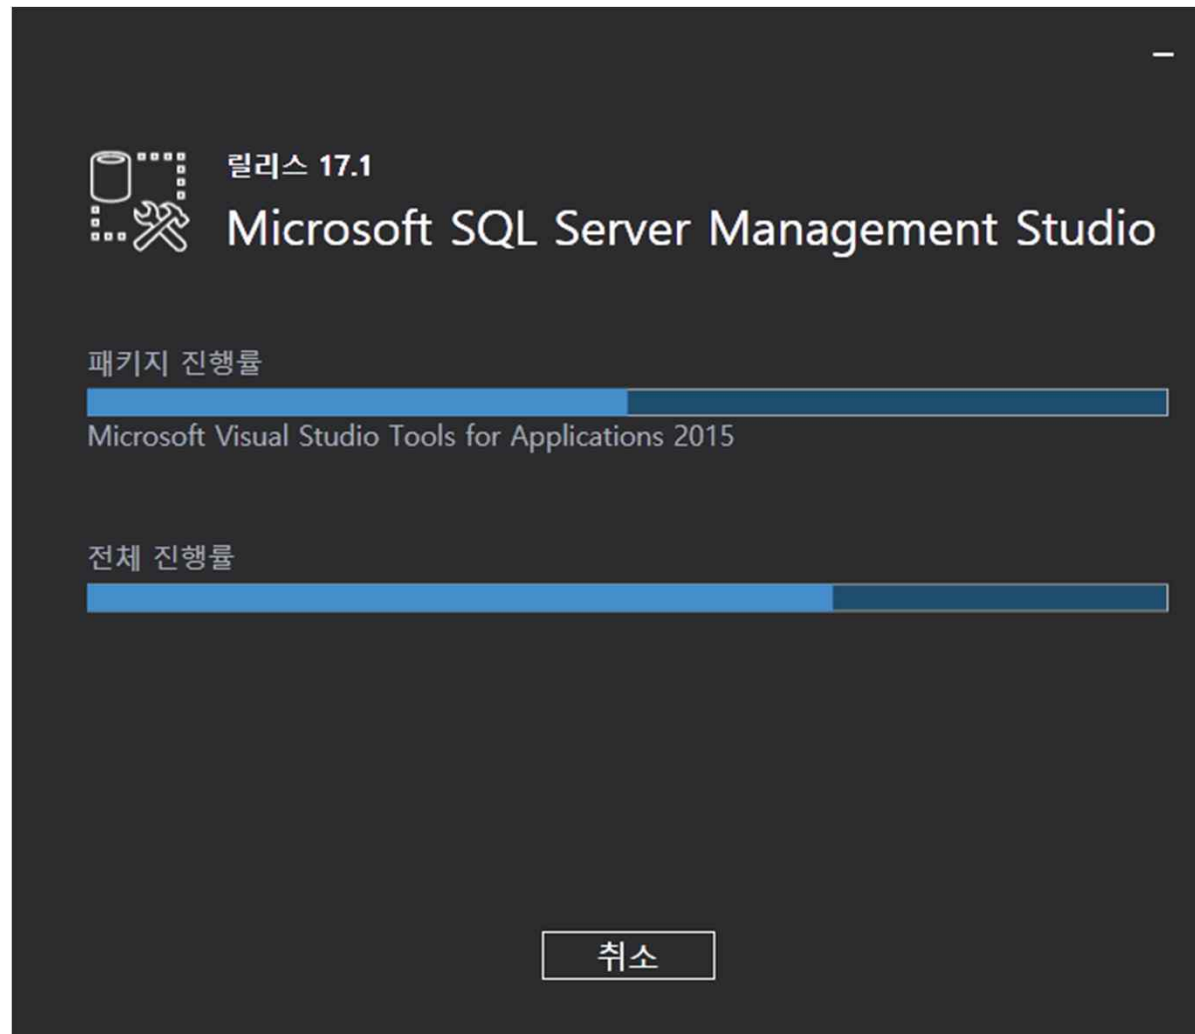 릴리스 17.1
Microsoft SQL Server Management Studio
패키지 진행률
Microsoft Visual Studio Tools for Applications 2015
전체 진행률
취소